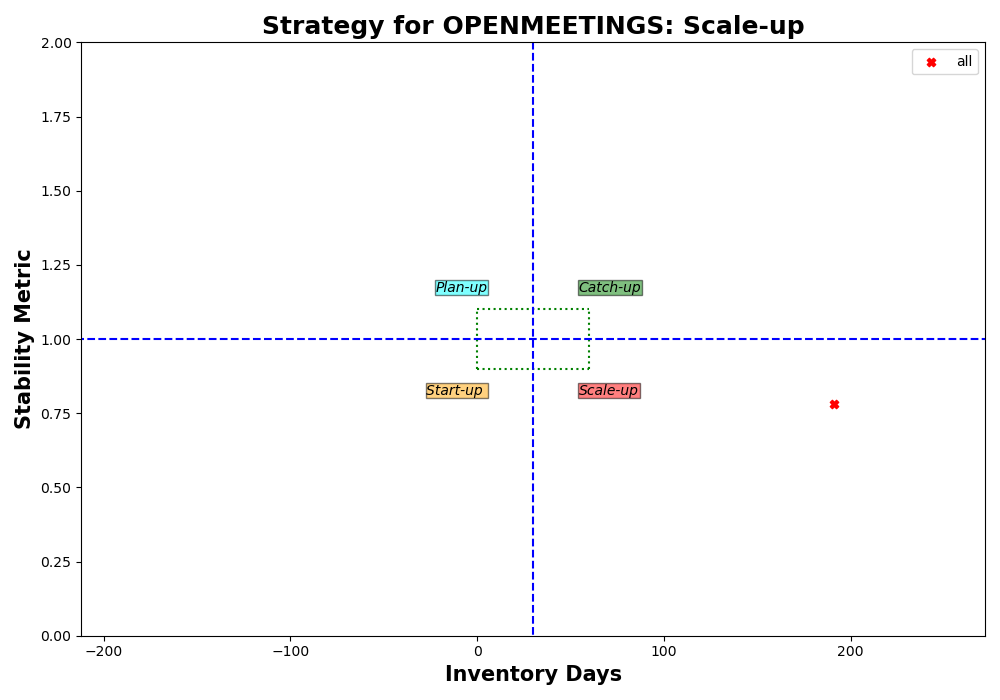 Strategy for OPENMEETINGS: Scale-up
all
2.00
1.75
1.50
1.25
1.00
0.75
0.50
0.25
0.00
Stability Metric
Plan-up
Catch-up
Start-up
Scale-up
−200
−100
0
100
200
Inventory Days